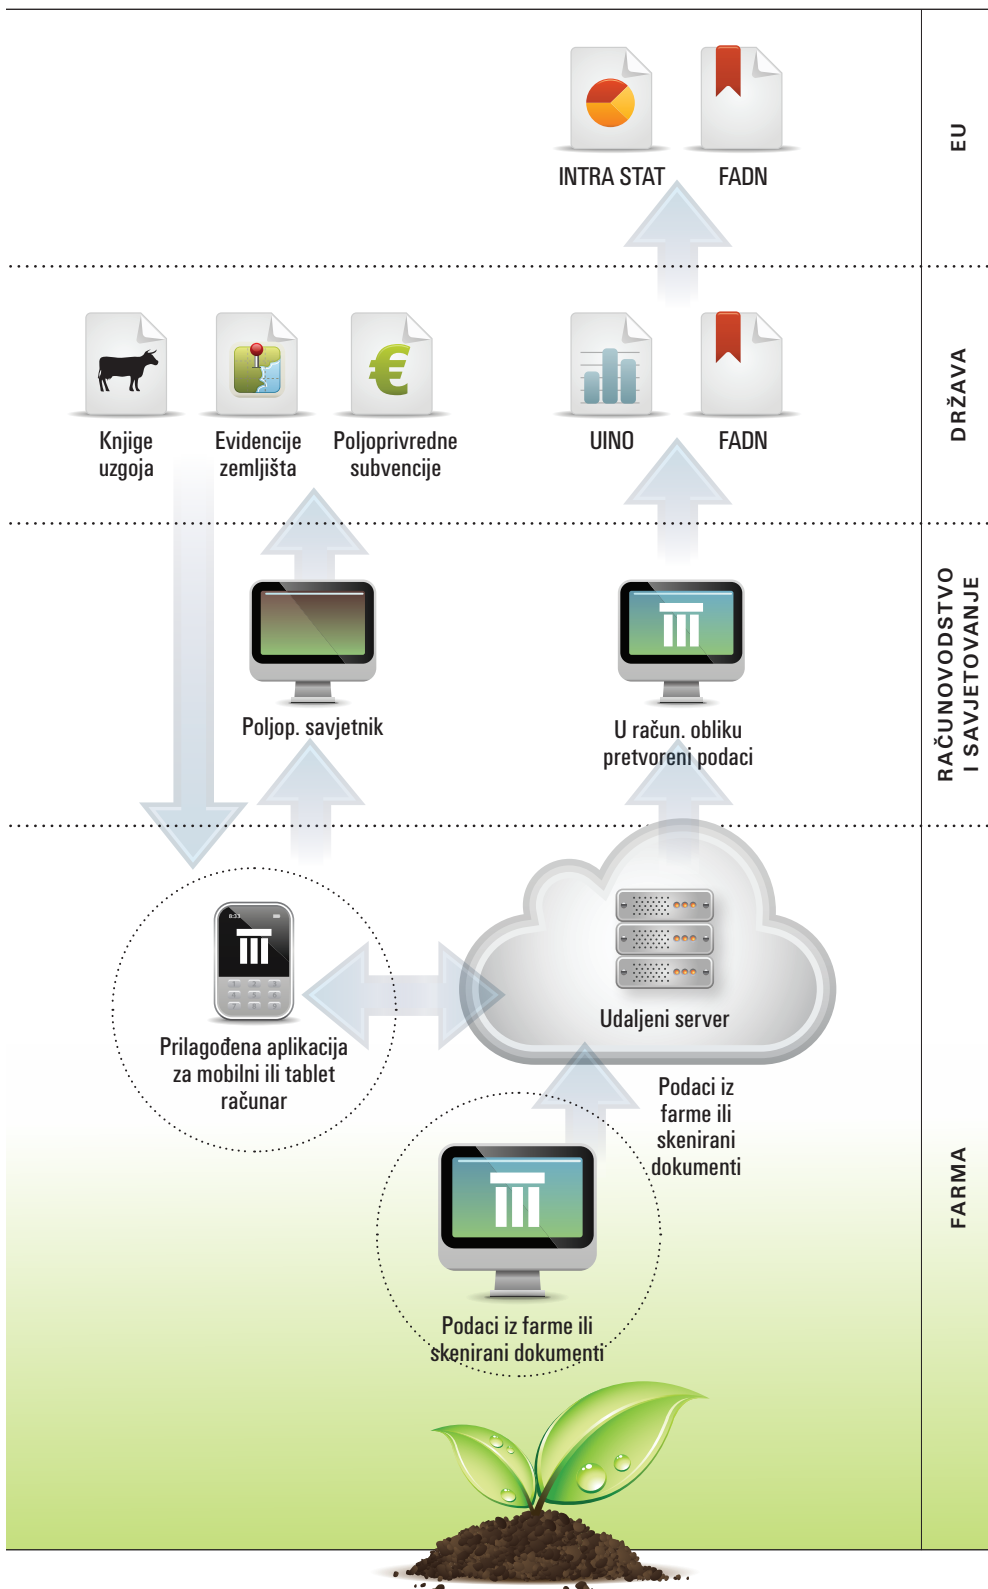 INTRA STAT
FADN
EU
Knjige
uzgoja
Evidencije
zemljišta
Poljoprivredne
subvencije
UINO
FADN
DRŽAVA
Poljop. savjetnik
U račun. obliku
pretvoreni podaci
RAČUNOVODSTVO
I SAVJETOVANJE
8:33
Prilagođena aplikacija
za mobilni ili tablet
računar
Udaljeni server
Podaci iz
farme ili
skenirani
dokumenti
Podaci iz farme ili
skenirani dokumenti
FARMA